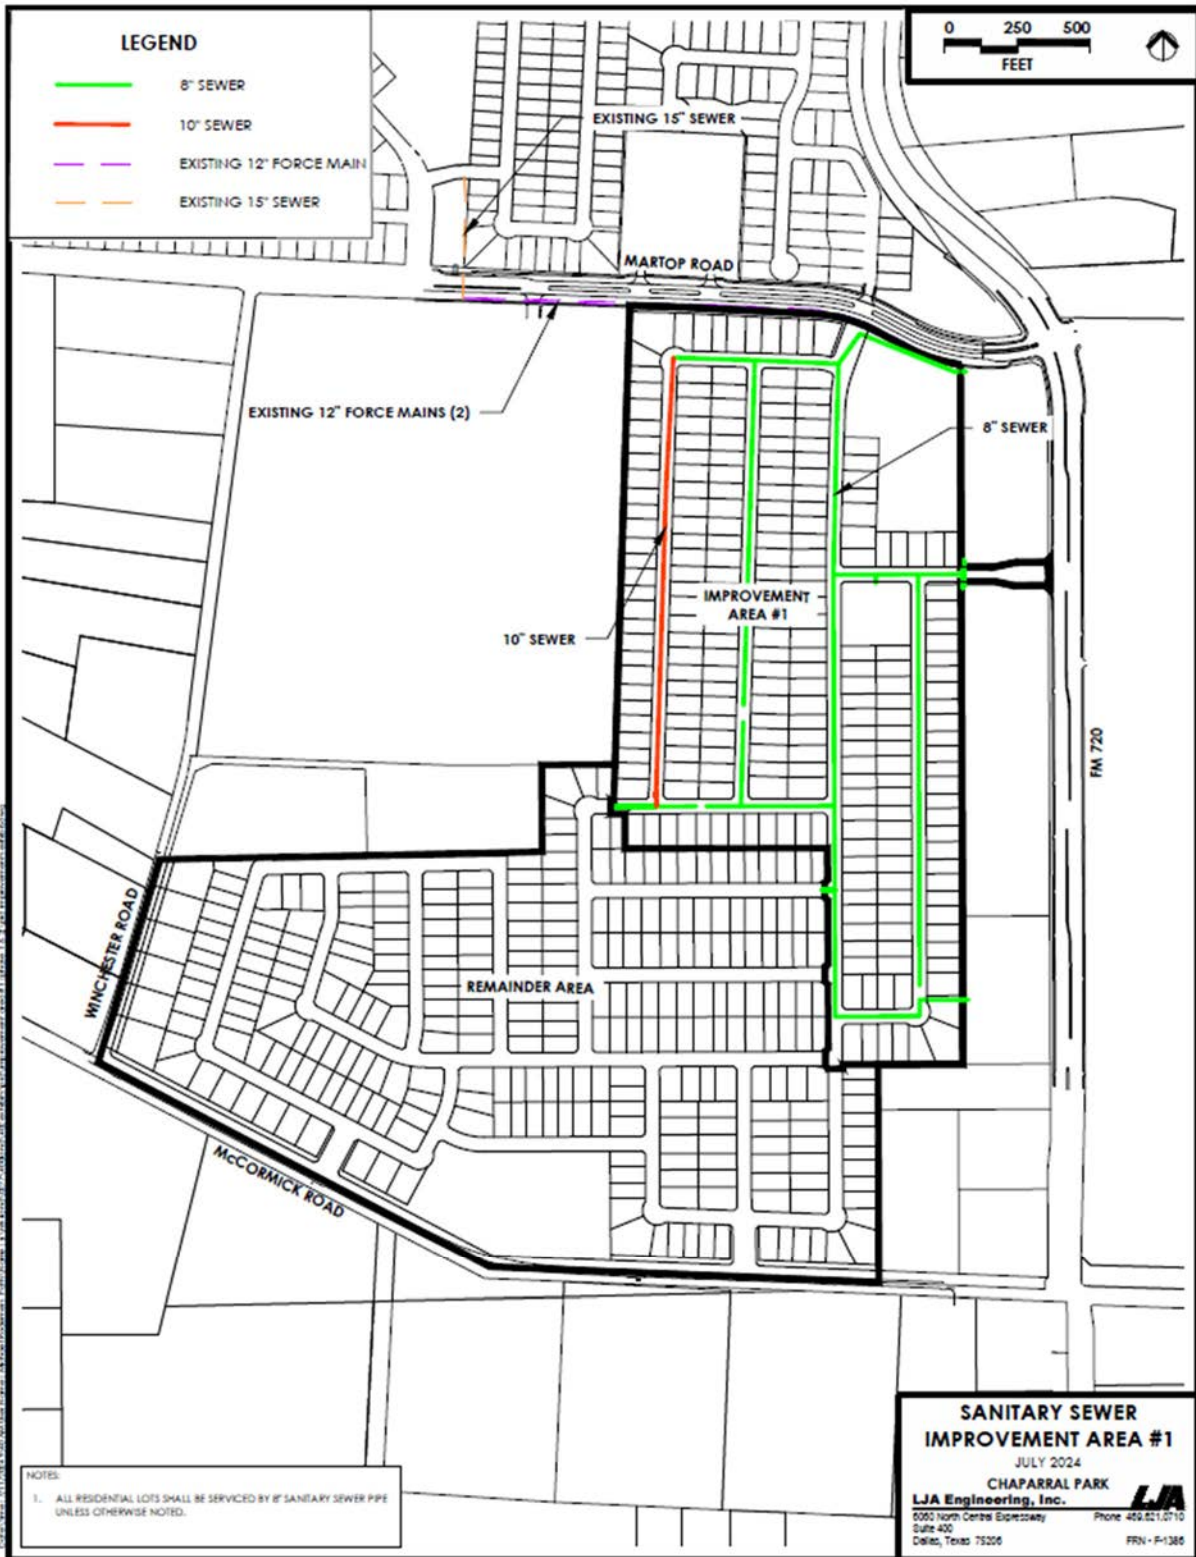 LEGEND
8" SEWER
10" SEWER
EXISTING 12" FORCE MAIN
EXISTING 15" SEWER
0 250 500
FEET
EXISTING 15" SEWER
MARTOP ROAD
EXISTING 12" FORCE MAINS (2)
8" SEWER
IMPROVEMENT
AREA #1
10" SEWER
FM 720
WINCHESTER ROAD
REMAINDER AREA
McCORMICK ROAD
NOTES:
1. ALL RESIDENTIAL LOTS SHALL BE SERVICED BY 8" SANITARY SEWER PIPE
UNLESS OTHERWISE NOTED.
SANITARY SEWER
IMPROVEMENT AREA #1
JULY 2024
CHAPARRAL PARK
LJA Engineering, Inc.
LJA
6060 North Central Expressway Phone 469.621.0710
Suite 400
Dallas, Texas 75206 FRN - F-1386